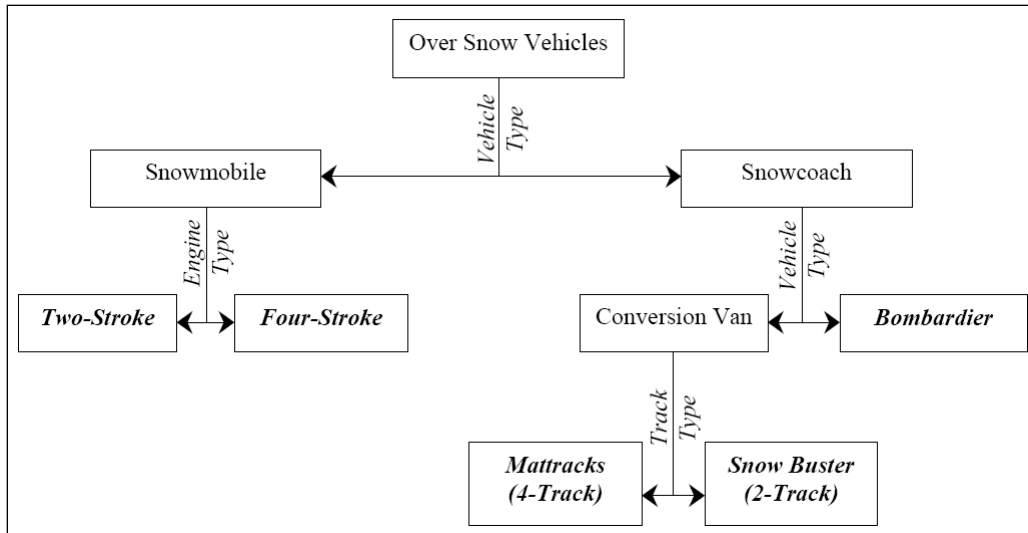 Over Snow Vehicles
Vehicle
Type
Snowmobile
Snowcoach
Engine
Type
Vehicle
Type
Two-Stroke
Four-Stroke
Conversion Van
Bombardier
Track
Type
Mattracks
(4-Track)
Snow Buster
(2-Track)